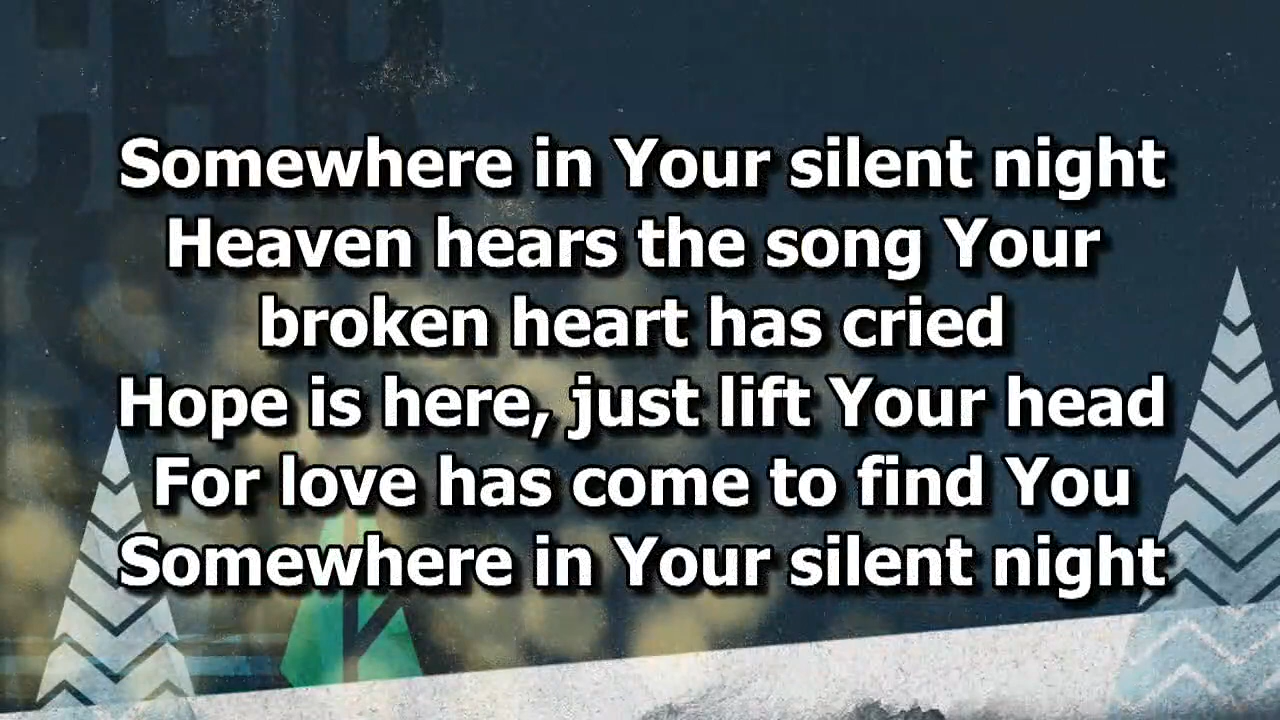 Somewhere in Your silent night
Heaven hears the song Your
broken heart has cried
Hope is here, just lift Your head
For love has come to find You
Somewhere in Your silent night